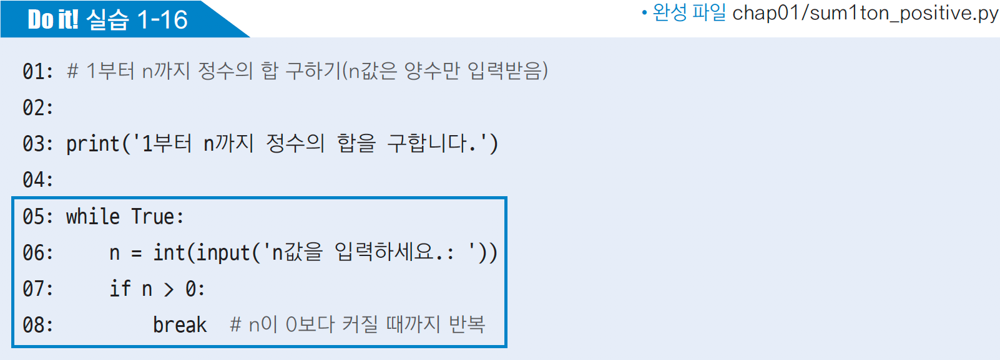 Do it! 실습 1-16
• 완성 파일 chap01/sum1ton_positive.py
01: # 1부터 n까지 정수의 합 구하기(n값은 양수만 입력받음)
02:
03: print('1부터 n까지 정수의 합을 구합니다.')
04:
05: while True:
06:     n = int(input('n값을 입력하세요.: '))
07:     if n > 0:
08:         break  # n이 0보다 커질 때까지 반복